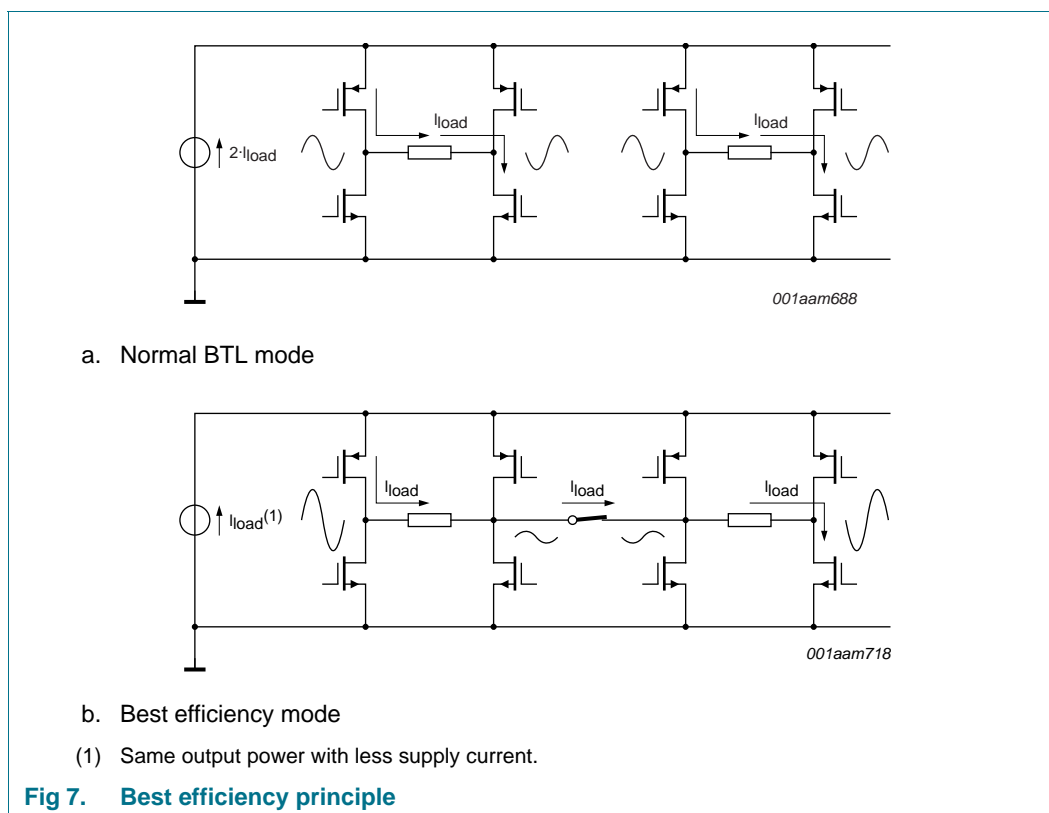 Iload
Iload
2·Iload
001aam688
a. Normal BTL mode
Iload
Iload
Iload
Iload(1)
001aam718
b. Best efficiency mode
(1) Same output power with less supply current.
Fig 7. Best efficiency principle